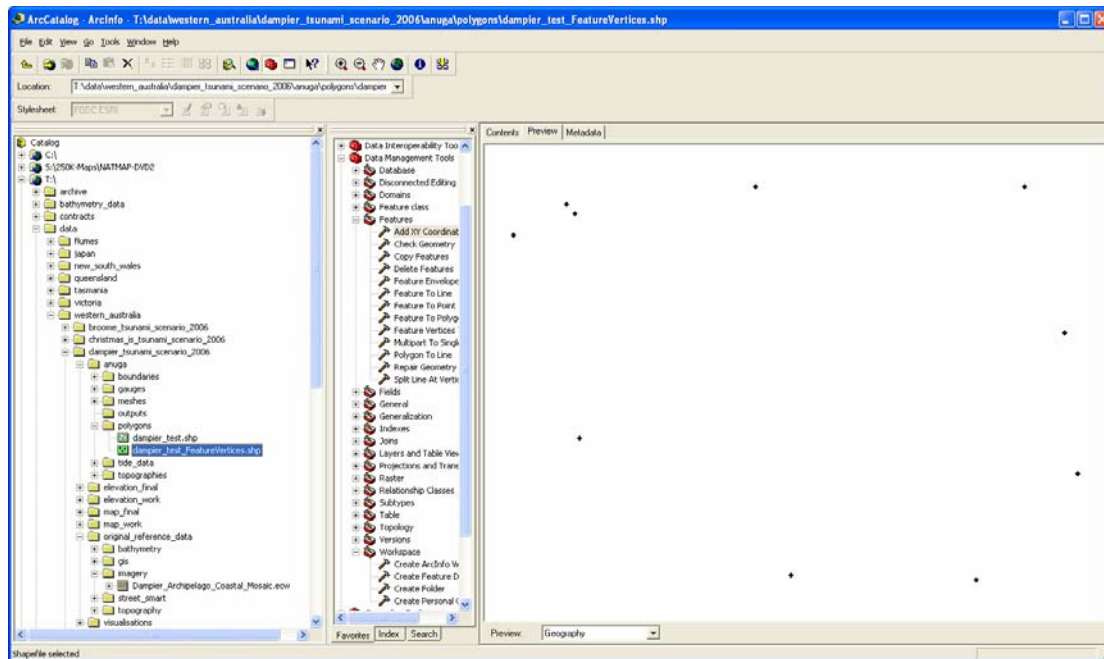 ArcCatalog - ArcInfo - T:\data\western_australia\dampier_tsunami_scenario_2006\anuga\polygons\dampier_test_FeatureVertices.shp
File Edit View Go Tools Window Help
Location: T:\data\western_australia\dampier_tsunami_scenario_2006\anuga\polygons\dampier
Stylesheet: FGDC ESRI
Catalog
C:\
S:\250K-Maps\NATMAP-DVD2
T:\
archive
bathymetry_data
contracts
data
flumes
japan
new_south_wales
queensland
tasmania
victoria
western_australia
broome_tsunami_scenario_2006
christmas_is_tsunami_scenario_2006
dampier_tsunami_scenario_2006
anuga
boundaries
gauges
meshes
outputs
polygons
dampier_test.shp
dampier_test_FeatureVertices.shp
tide_data
topographies
elevation_final
elevation_work
map_final
map_work
original_reference_data
bathymetry
gis
imagery
Dampier_Archipelago_Coastal_Mosaic.ecw
street_smart
topography
visualisations
Data Interoperability Too
Data Management Tools
Database
Disconnected Editing
Domains
Feature class
Features
Add XY Coordinat
Check Geometry
Copy Features
Delete Features
Feature Envelope
Feature To Line
Feature To Point
Feature To Polyg
Feature Vertices
Multipart To Singl
Polygon To Line
Repair Geometry
Split Line At Vertic
Fields
General
Generalization
Indexes
Joins
Layers and Table View
Projections and Trans
Raster
Relationship Classes
Subtypes
Table
Topology
Versions
Workspace
Create ArcInfo W
Create Feature D
Create Folder
Create Personal G
Favorites Index Search
Contents Preview Metadata
Preview: Geography
Shapefile selected